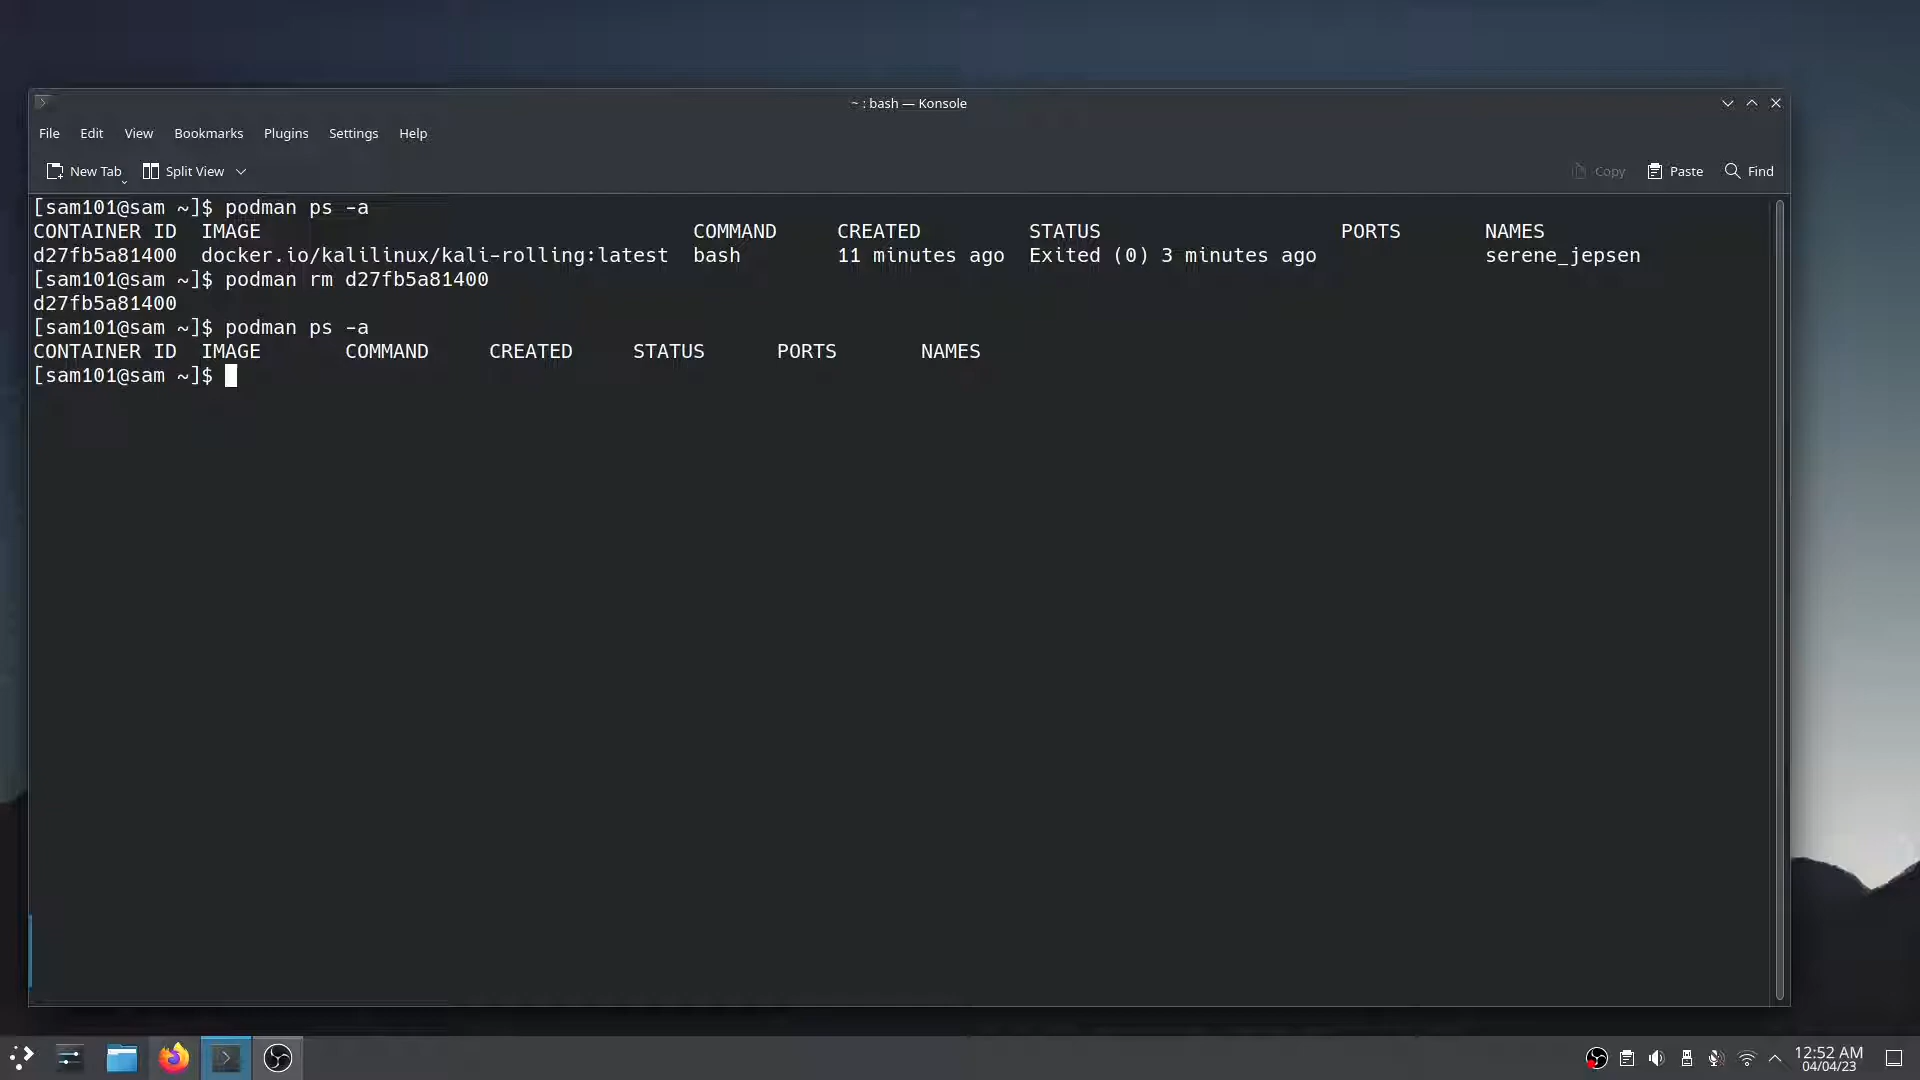 ~ : bash — Konsole
File Edit View Bookmarks Plugins Settings Help
New Tab Split View Copy Paste Find
[sam101@sam ~]$ podman ps -a
CONTAINER ID IMAGE COMMAND CREATED STATUS PORTS NAMES
d27fb5a81400 docker.io/kalilinux/kali-rolling:latest bash 11 minutes ago Exited (0) 3 minutes ago serene_jepsen
[sam101@sam ~]$ podman rm d27fb5a81400
d27fb5a81400
[sam101@sam ~]$ podman ps -a
CONTAINER ID IMAGE COMMAND CREATED STATUS PORTS NAMES
[sam101@sam ~]$
12:52 AM
04/04/23